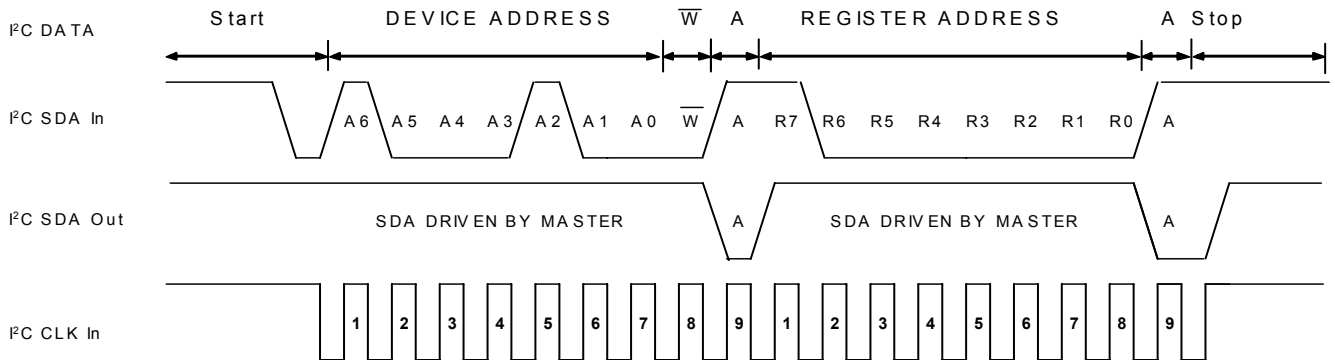 Start DEVICE ADDRESS W̅ A REGISTER ADDRESS A Stop
I²C DATA
I²C SDA In A6 A5 A4 A3 A2 A1 A0 W̅ A R7 R6 R5 R4 R3 R2 R1 R0 A
I²C SDA Out SDA DRIVEN BY MASTER A SDA DRIVEN BY MASTER A
I²C CLK In 1 2 3 4 5 6 7 8 9 1 2 3 4 5 6 7 8 9